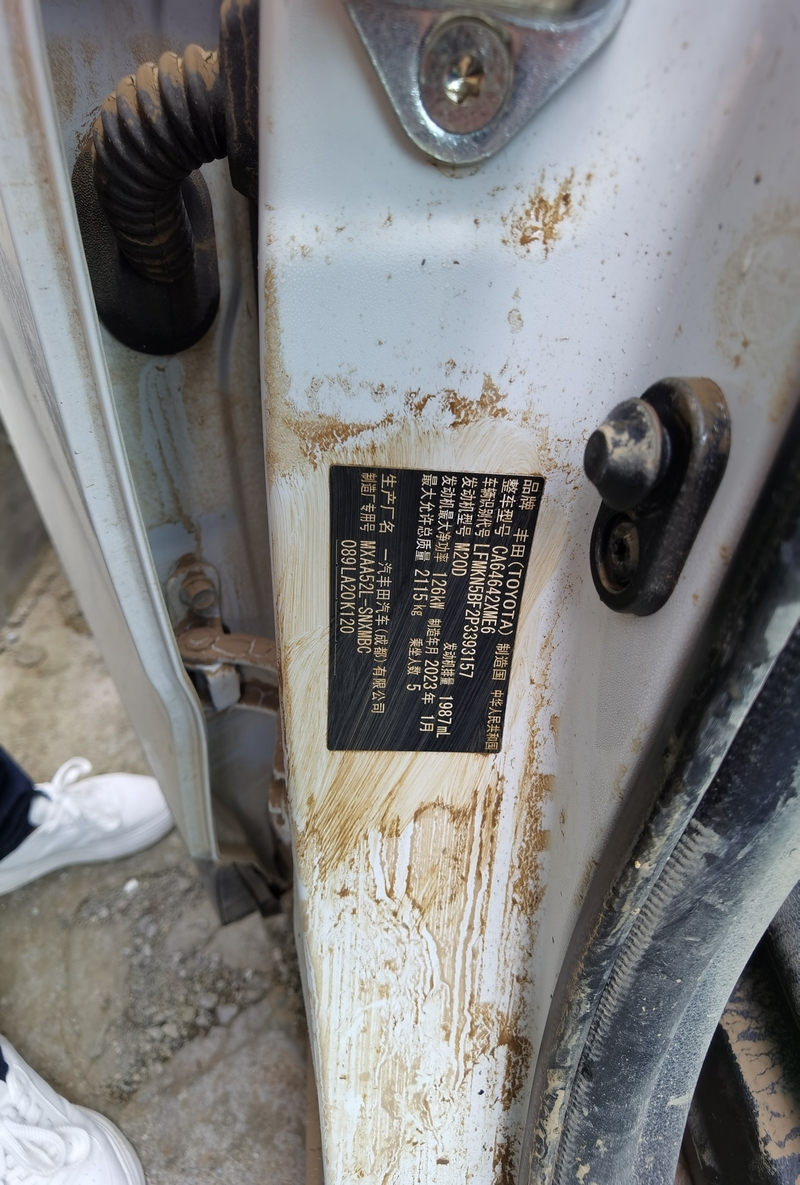 品牌 丰田(TOYOTA) 制造国 中华人民共和国
整车型号 CA64642XME6
车辆识别代号 LFMKN5BF2P3393157
发动机型号 M20D 发动机排量 1987mL
发动机最大净功率 126kW 制造年月 2023年 1月
最大允许总质量 2115kg 乘坐人数 5
生产厂名 一汽丰田汽车(成都)有限公司
制造厂专用号 MXAA52L-SNXMBC
089 1LA20K120